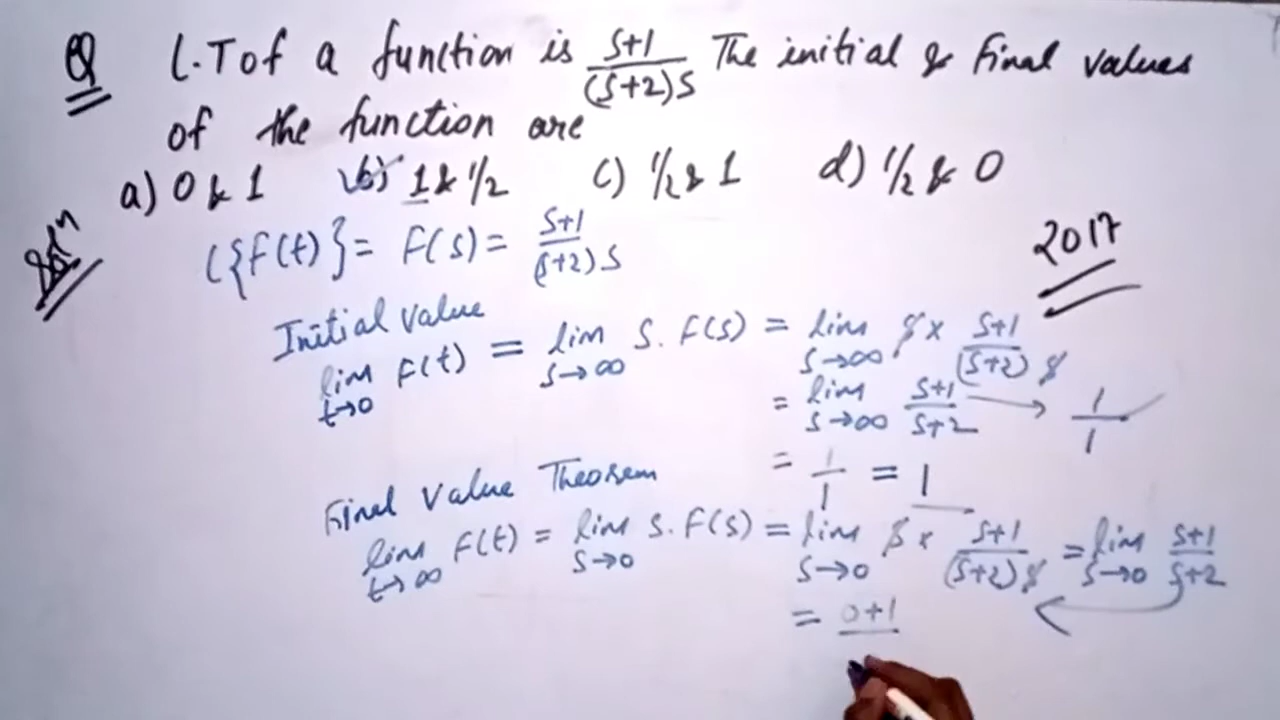 Q L.T of a function is (s+1)/((s+2)s) The initial & final values
of the function are
a) 0 & 1 b) 1 & 1/2 c) 1/2 & 1 d) 1/2 & 0
Sol^n L{f(t)} = F(s) = (s+1)/((s+2)s)
2017
Initial value
lim t→0 f(t) = lim s→∞ s.F(s) = lim s→∞ s × (s+1)/((s+2)s)
= lim s→∞ (s+1)/(s+2) → 1/1
= 1/1 = 1
Final Value Theorem
lim t→∞ f(t) = lim s→0 s.F(s) = lim s→0 s × (s+1)/((s+2)s) = lim s→0 (s+1)/(s+2)
= 0+1